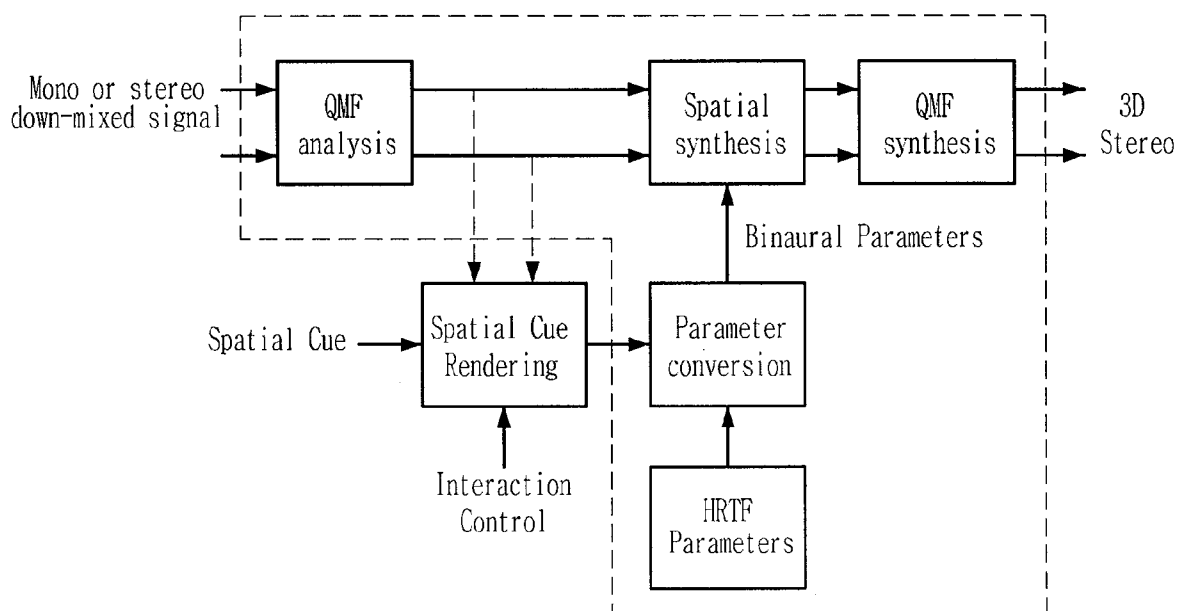 Mono or stereo
down-mixed signal
QMF
analysis
Spatial
synthesis
QMF
synthesis
3D
Stereo
Binaural Parameters
Spatial Cue
Spatial Cue
Rendering
Parameter
conversion
Interaction
Control
HRTF
Parameters